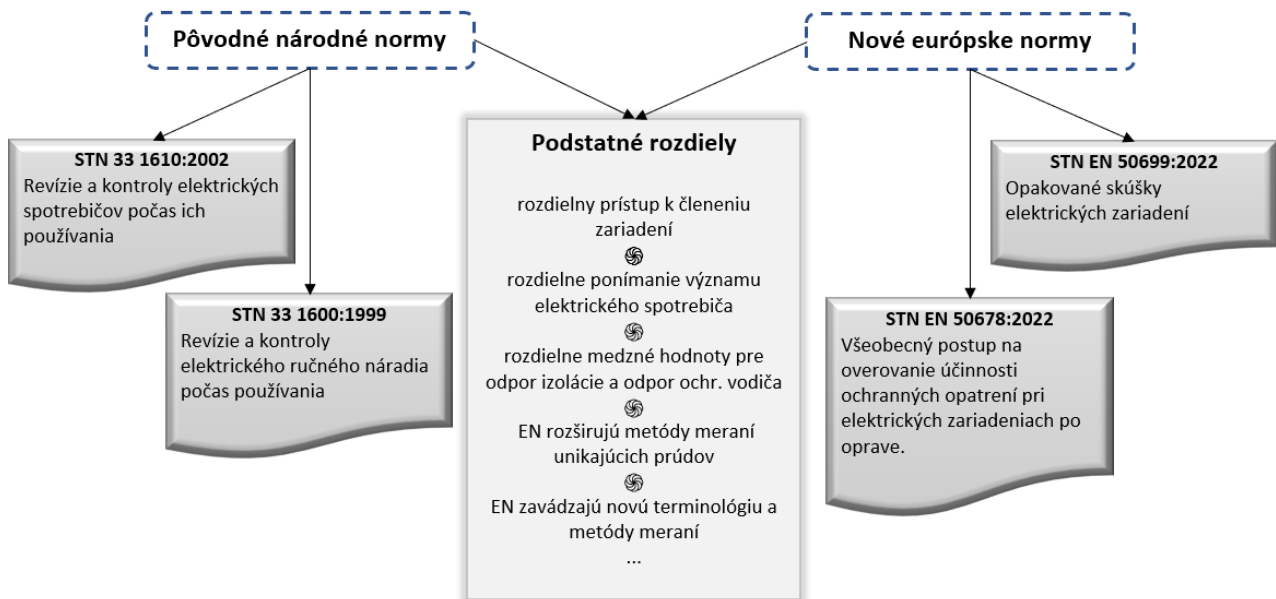 Pôvodné národné normy
Nové európske normy
STN 33 1610:2002
Revízie a kontroly elektrických
spotrebičov počas ich
používania
STN 33 1600:1999
Revízie a kontroly
elektrického ručného náradia
počas používania
Podstatné rozdiely
rozdielny prístup k členeniu
zariadení
rozdielne ponímanie významu
elektrického spotrebiča
rozdielne medzné hodnoty pre
odpor izolácie a odpor ochr. vodiča
EN rozširujú metódy meraní
unikajúcich prúdov
EN zavádzajú novú terminológiu a
metódy meraní
...
STN EN 50699:2022
Opakované skúšky
elektrických zariadení
STN EN 50678:2022
Všeobecný postup na
overovanie účinnosti
ochranných opatrení pri
elektrických zariadeniach po
oprave.